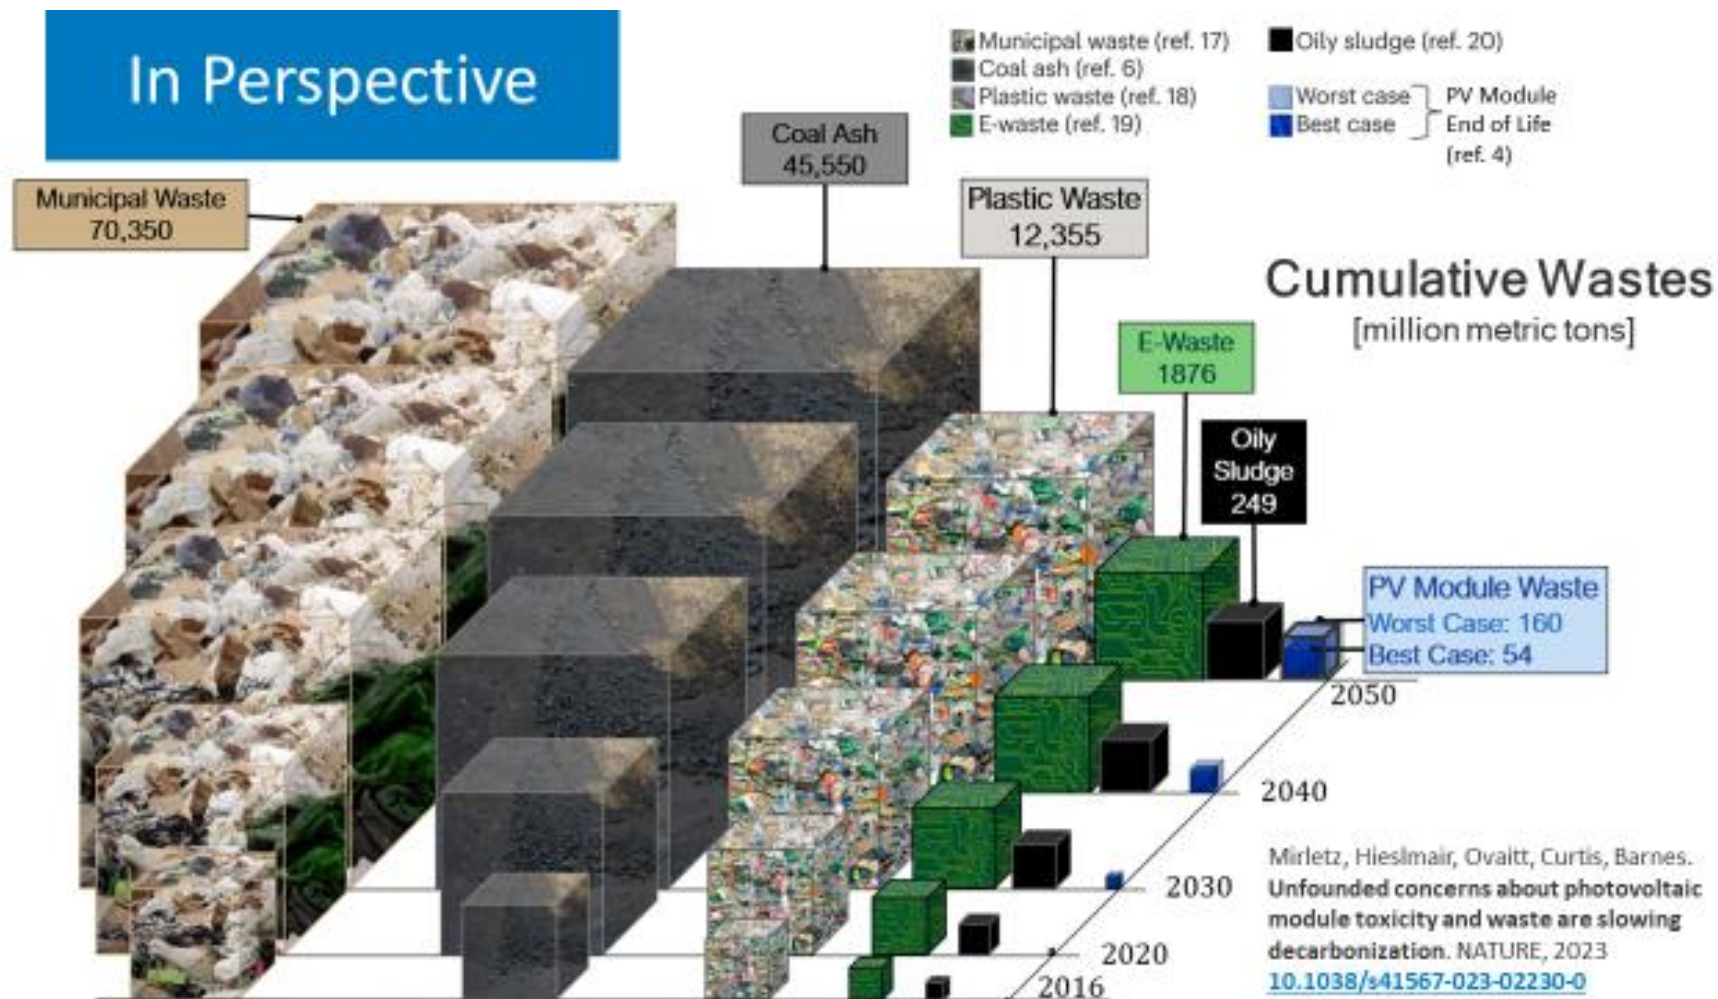 In Perspective
Municipal waste (ref. 17)
Coal ash (ref. 6)
Plastic waste (ref. 18)
E-waste (ref. 19)
Oily sludge (ref. 20)
Worst case
Best case
PV Module
End of Life
(ref. 4)
Municipal Waste
70,350
Coal Ash
45,550
Plastic Waste
12,355
Cumulative Wastes
[million metric tons]
E-Waste
1876
Oily
Sludge
249
PV Module Waste
Worst Case: 160
Best Case: 54
2050
2040
2030
2020
2016
Mirletz, Hieslmair, Ovaitt, Curtis, Barnes.
Unfounded concerns about photovoltaic
module toxicity and waste are slowing
decarbonization. NATURE, 2023
10.1038/s41567-023-02230-0